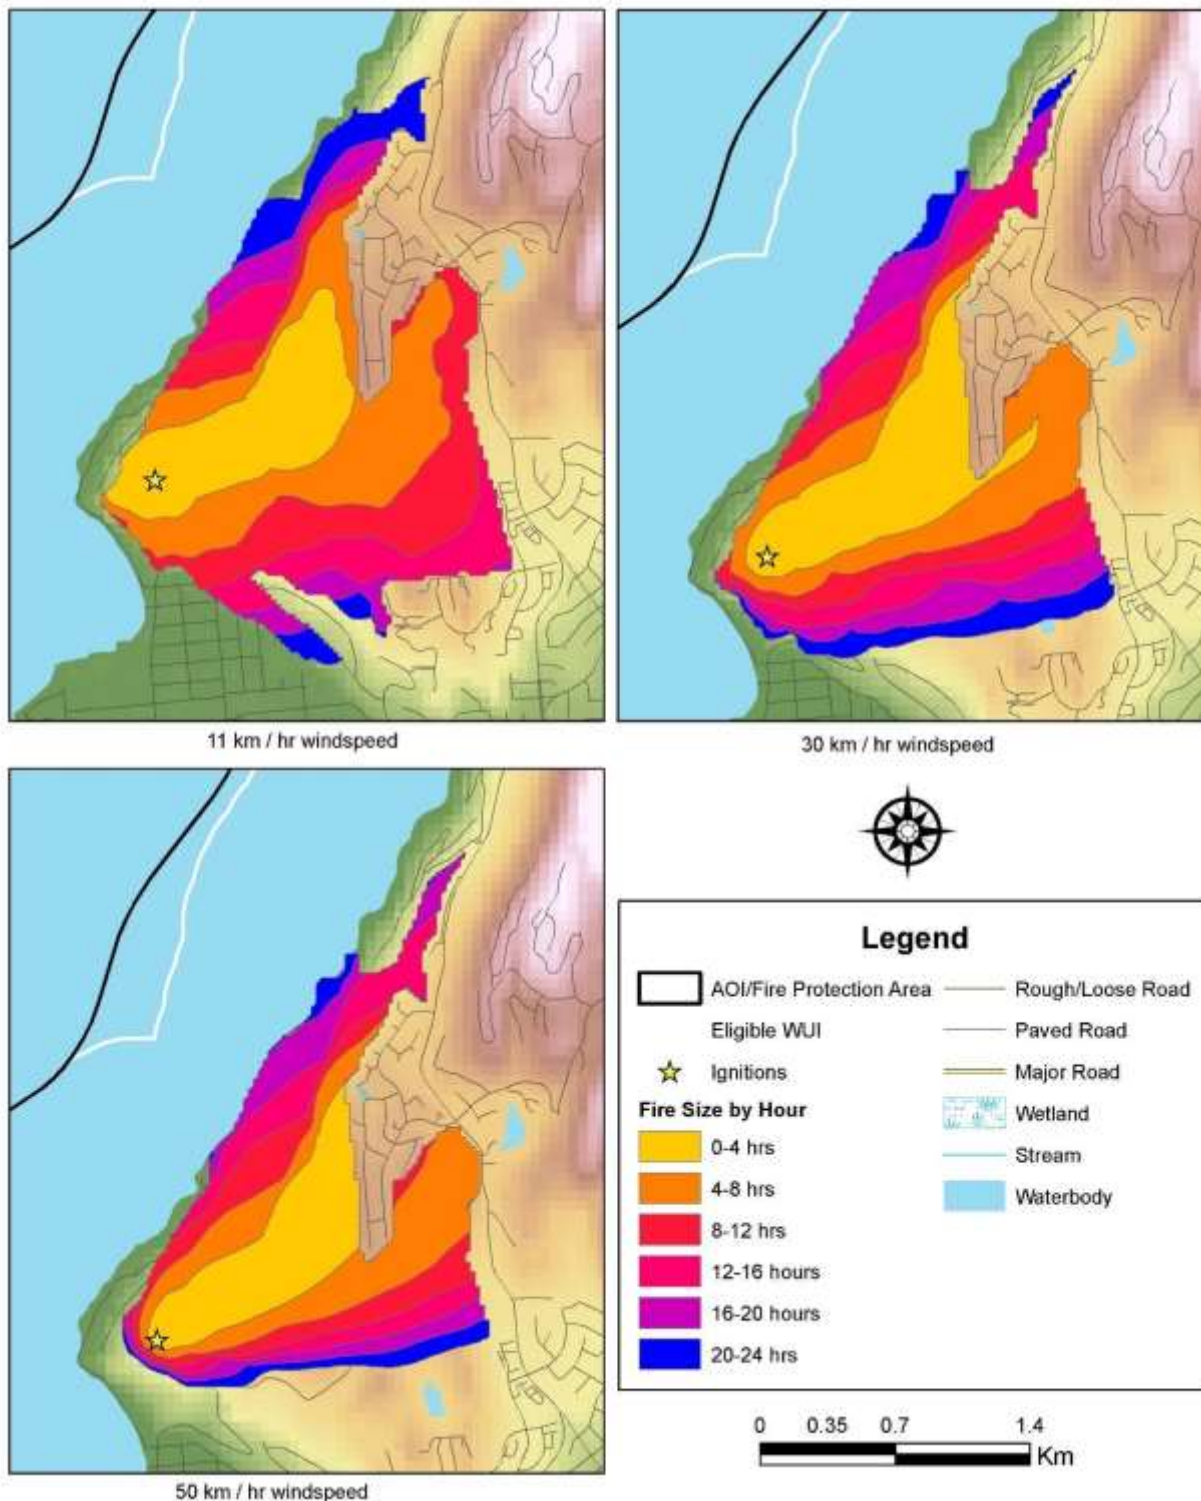 11 km / hr windspeed
30 km / hr windspeed
50 km / hr windspeed
Legend
AOI/Fire Protection Area
Eligible WUI
Ignitions
Fire Size by Hour
0-4 hrs
4-8 hrs
8-12 hrs
12-16 hours
16-20 hours
20-24 hrs
Rough/Loose Road
Paved Road
Major Road
Wetland
Stream
Waterbody
0 0.35 0.7 1.4
Km